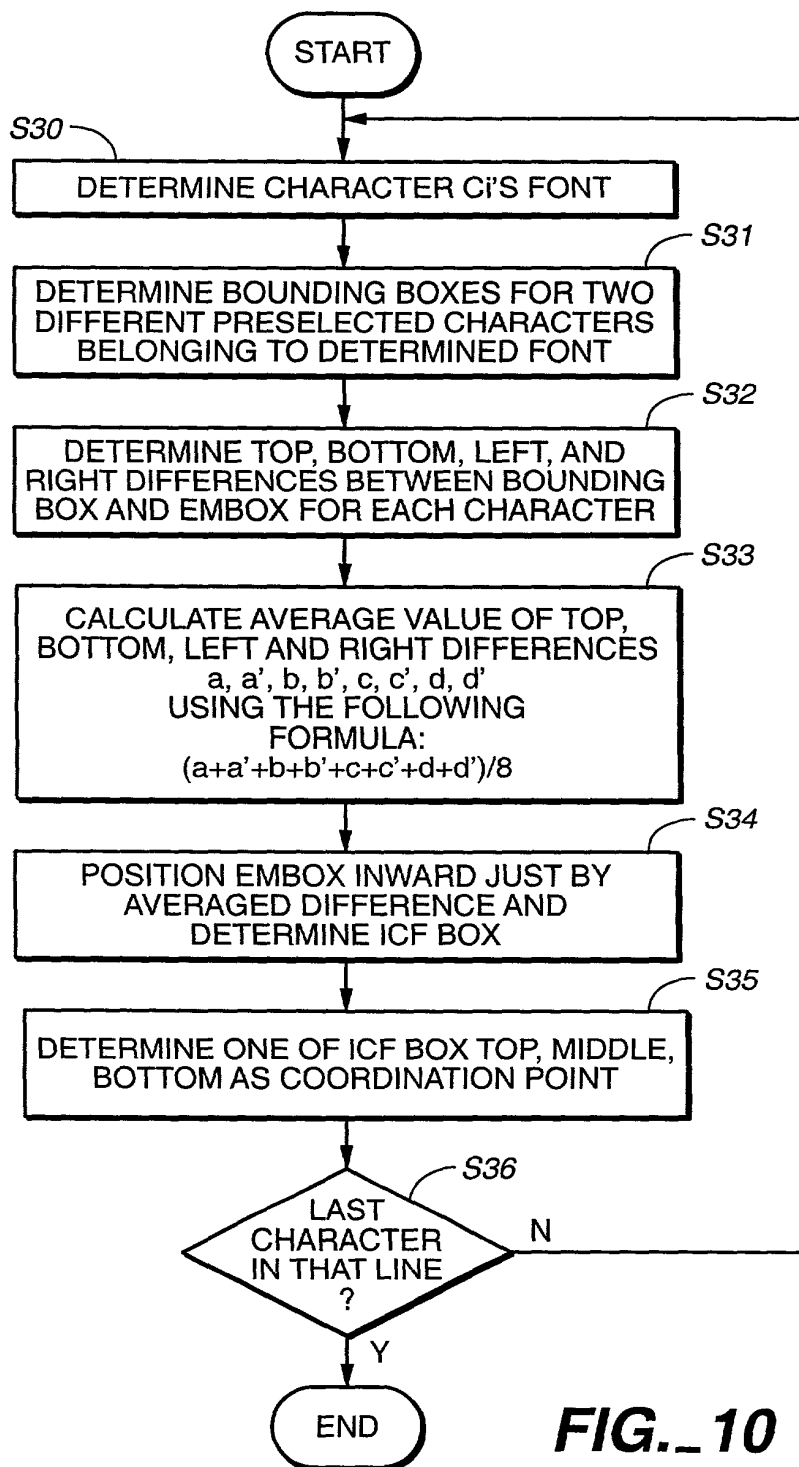 START
S30
DETERMINE CHARACTER Ci'S FONT
S31
DETERMINE BOUNDING BOXES FOR TWO
DIFFERENT PRESELECTED CHARACTERS
BELONGING TO DETERMINED FONT
S32
DETERMINE TOP, BOTTOM, LEFT, AND
RIGHT DIFFERENCES BETWEEN BOUNDING
BOX AND EMBOX FOR EACH CHARACTER
S33
CALCULATE AVERAGE VALUE OF TOP,
BOTTOM, LEFT AND RIGHT DIFFERENCES
a, a', b, b', c, c', d, d'
USING THE FOLLOWING
FORMULA:
(a+a'+b+b'+c+c'+d+d')/8
S34
POSITION EMBOX INWARD JUST BY
AVERAGED DIFFERENCE AND
DETERMINE ICF BOX
S35
DETERMINE ONE OF ICF BOX TOP, MIDDLE,
BOTTOM AS COORDINATION POINT
S36
LAST
CHARACTER
IN THAT LINE
?
N
Y
END
FIG._10